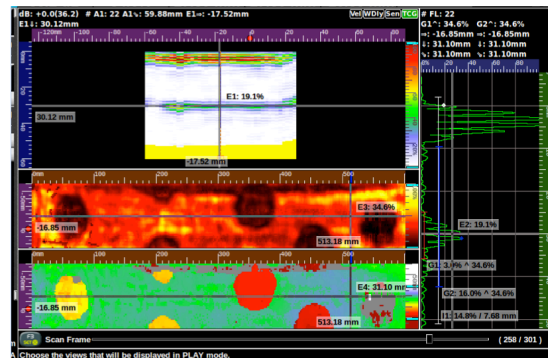 dB: +0.0(36.2) # A1: 22 A1⇘: 59.88mm E1⇒:-17.52mm
E1⇓: 30.12mm
Vel WDly Sen TCG
# FL: 22
G1^: 34.6% G2^: 34.6%
⇒: -16.85mm ⇒: -16.85mm
⇓: 31.10mm ⇓: 31.10mm
⇘: 31.10mm ⇘: 31.10mm
E1: 19.1%
30.12 mm
-17.52 mm
E3: 34.6%
-16.85 mm
513.18 mm
E2: 19.1%
G2: 16.0% ^ 34.6%
I1: 14.8% / 7.68 mm
E4: 31.10 mm
-16.85 mm
513.18 mm
F3
Scan Frame
( 258 / 301 )
Choose the views that will be displayed in PLAY mode.